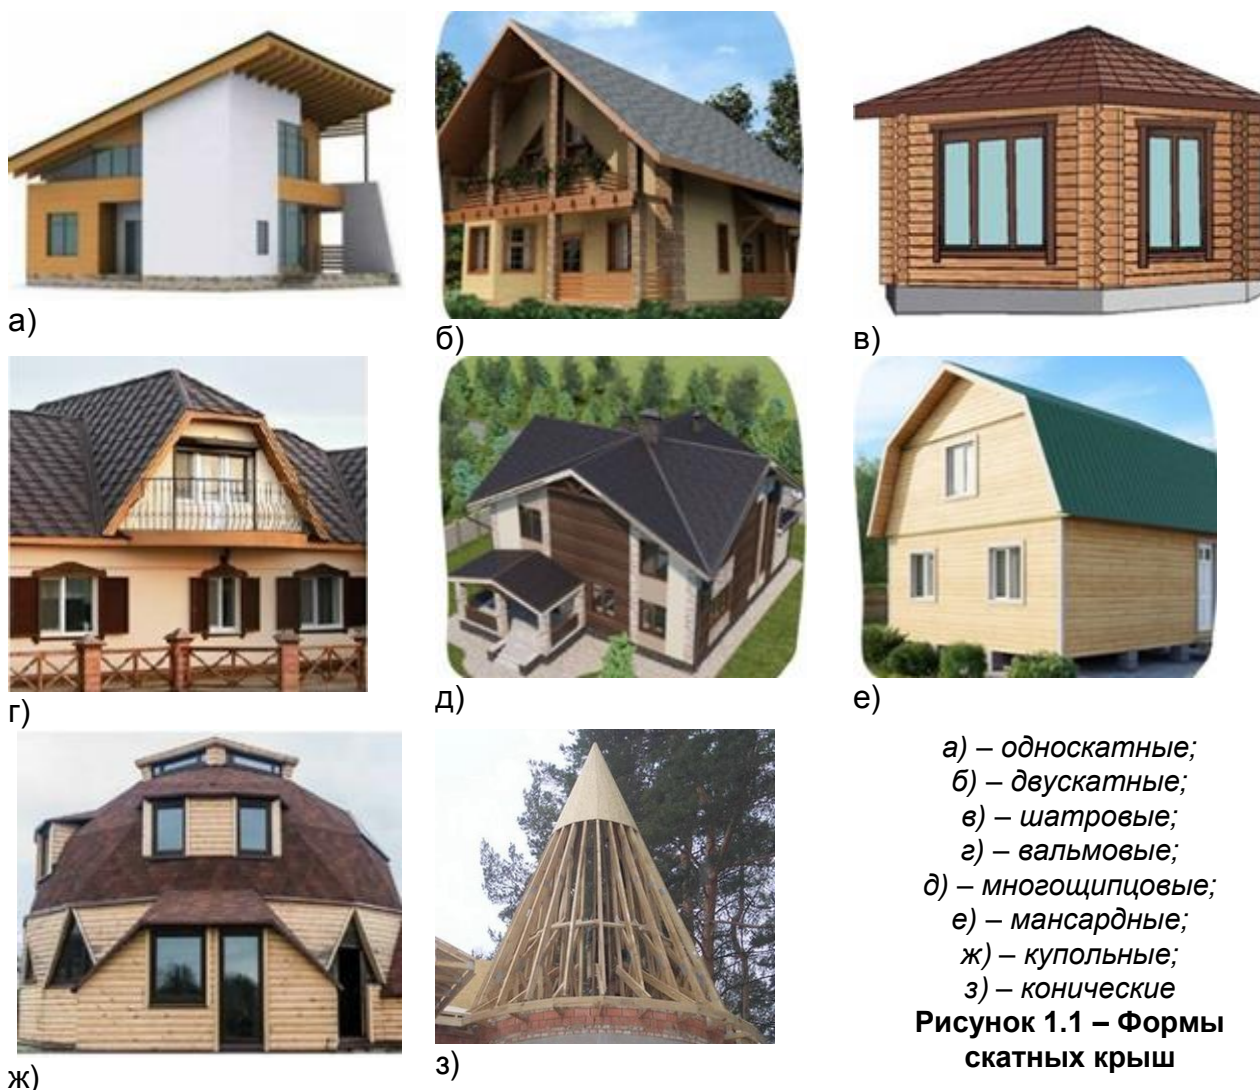 а)
б)
в)
г)
д)
е)
ж)
з)
а) – односкатные;
б) – двускатные;
в) – шатровые;
г) – вальмовые;
д) – многощипцовые;
е) – мансардные;
ж) – купольные;
з) – конические
Рисунок 1.1 – Формы
скатных крыш